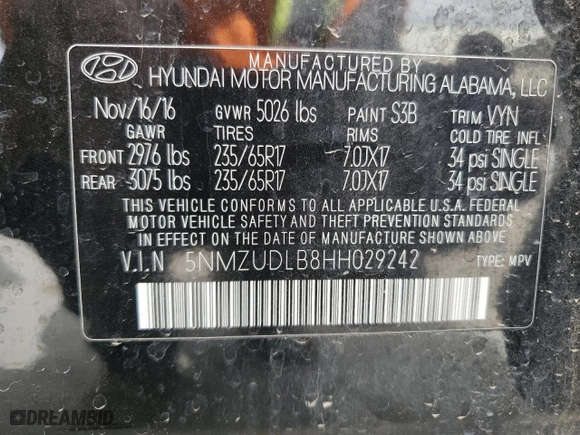 MANUFACTURED BY
HYUNDAI MOTOR MANUFACTURING ALABAMA, LLC
Nov/16/16 GVWR 5026 lbs PAINT S3B TRIM VYN
GAWR TIRES RIMS COLD TIRE INFL
FRONT 2976 lbs 235/65R17 7.0JX17 34 psi SINGLE
REAR 3075 lbs 235/65R17 7.0JX17 34 psi SINGLE
THIS VEHICLE CONFORMS TO ALL APPLICABLE U.S.A. FEDERAL
MOTOR VEHICLE SAFETY AND THEFT PREVENTION STANDARDS
IN EFFECT ON THE DATE OF MANUFACTURE SHOWN ABOVE.
V.I.N 5NMZUDLB8HH029242 TYPE: MPV
DREAMBID